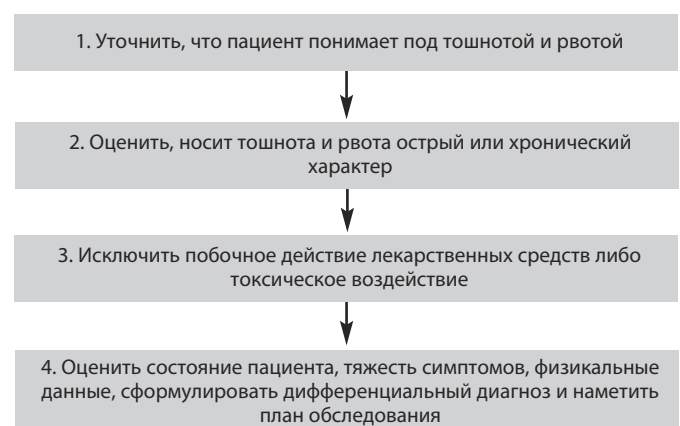 1. Уточнить, что пациент понимает под тошнотой и рвотой
2. Оценить, носит тошнота и рвота острый или хронический
характер
3. Исключить побочное действие лекарственных средств либо
токсическое воздействие
4. Оценить состояние пациента, тяжесть симптомов, физикальные
данные, сформулировать дифференциальный диагноз и наметить
план обследования